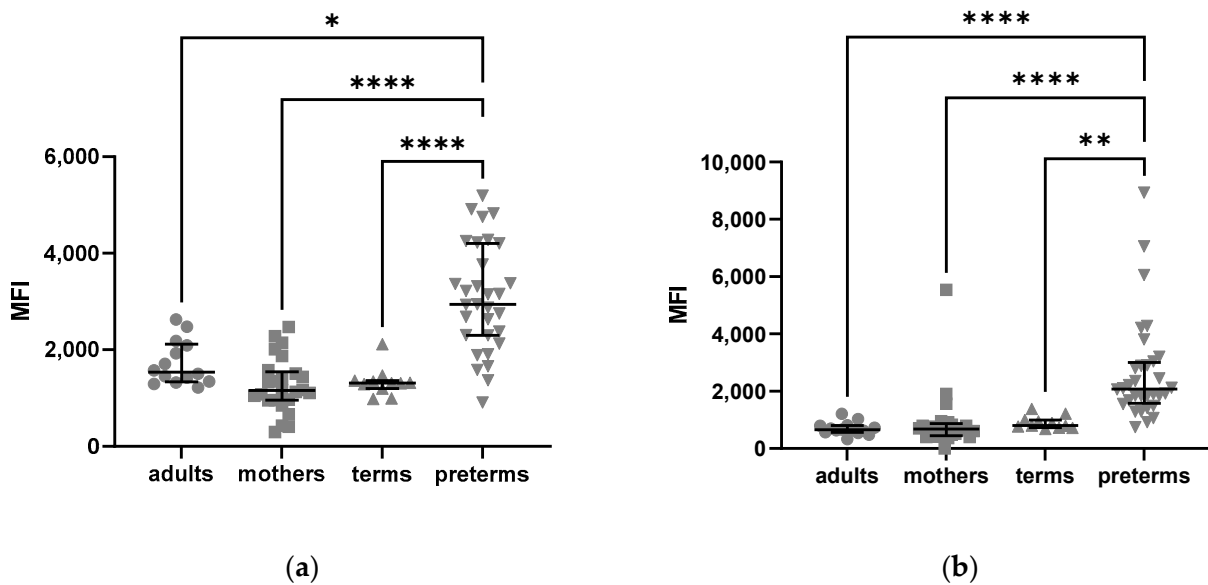 *
****
****
6,000
4,000
2,000
0
MFI
adults mothers terms preterms
(a)
****
****
**
10,000
8,000
6,000
4,000
2,000
0
MFI
adults mothers terms preterms
(b)